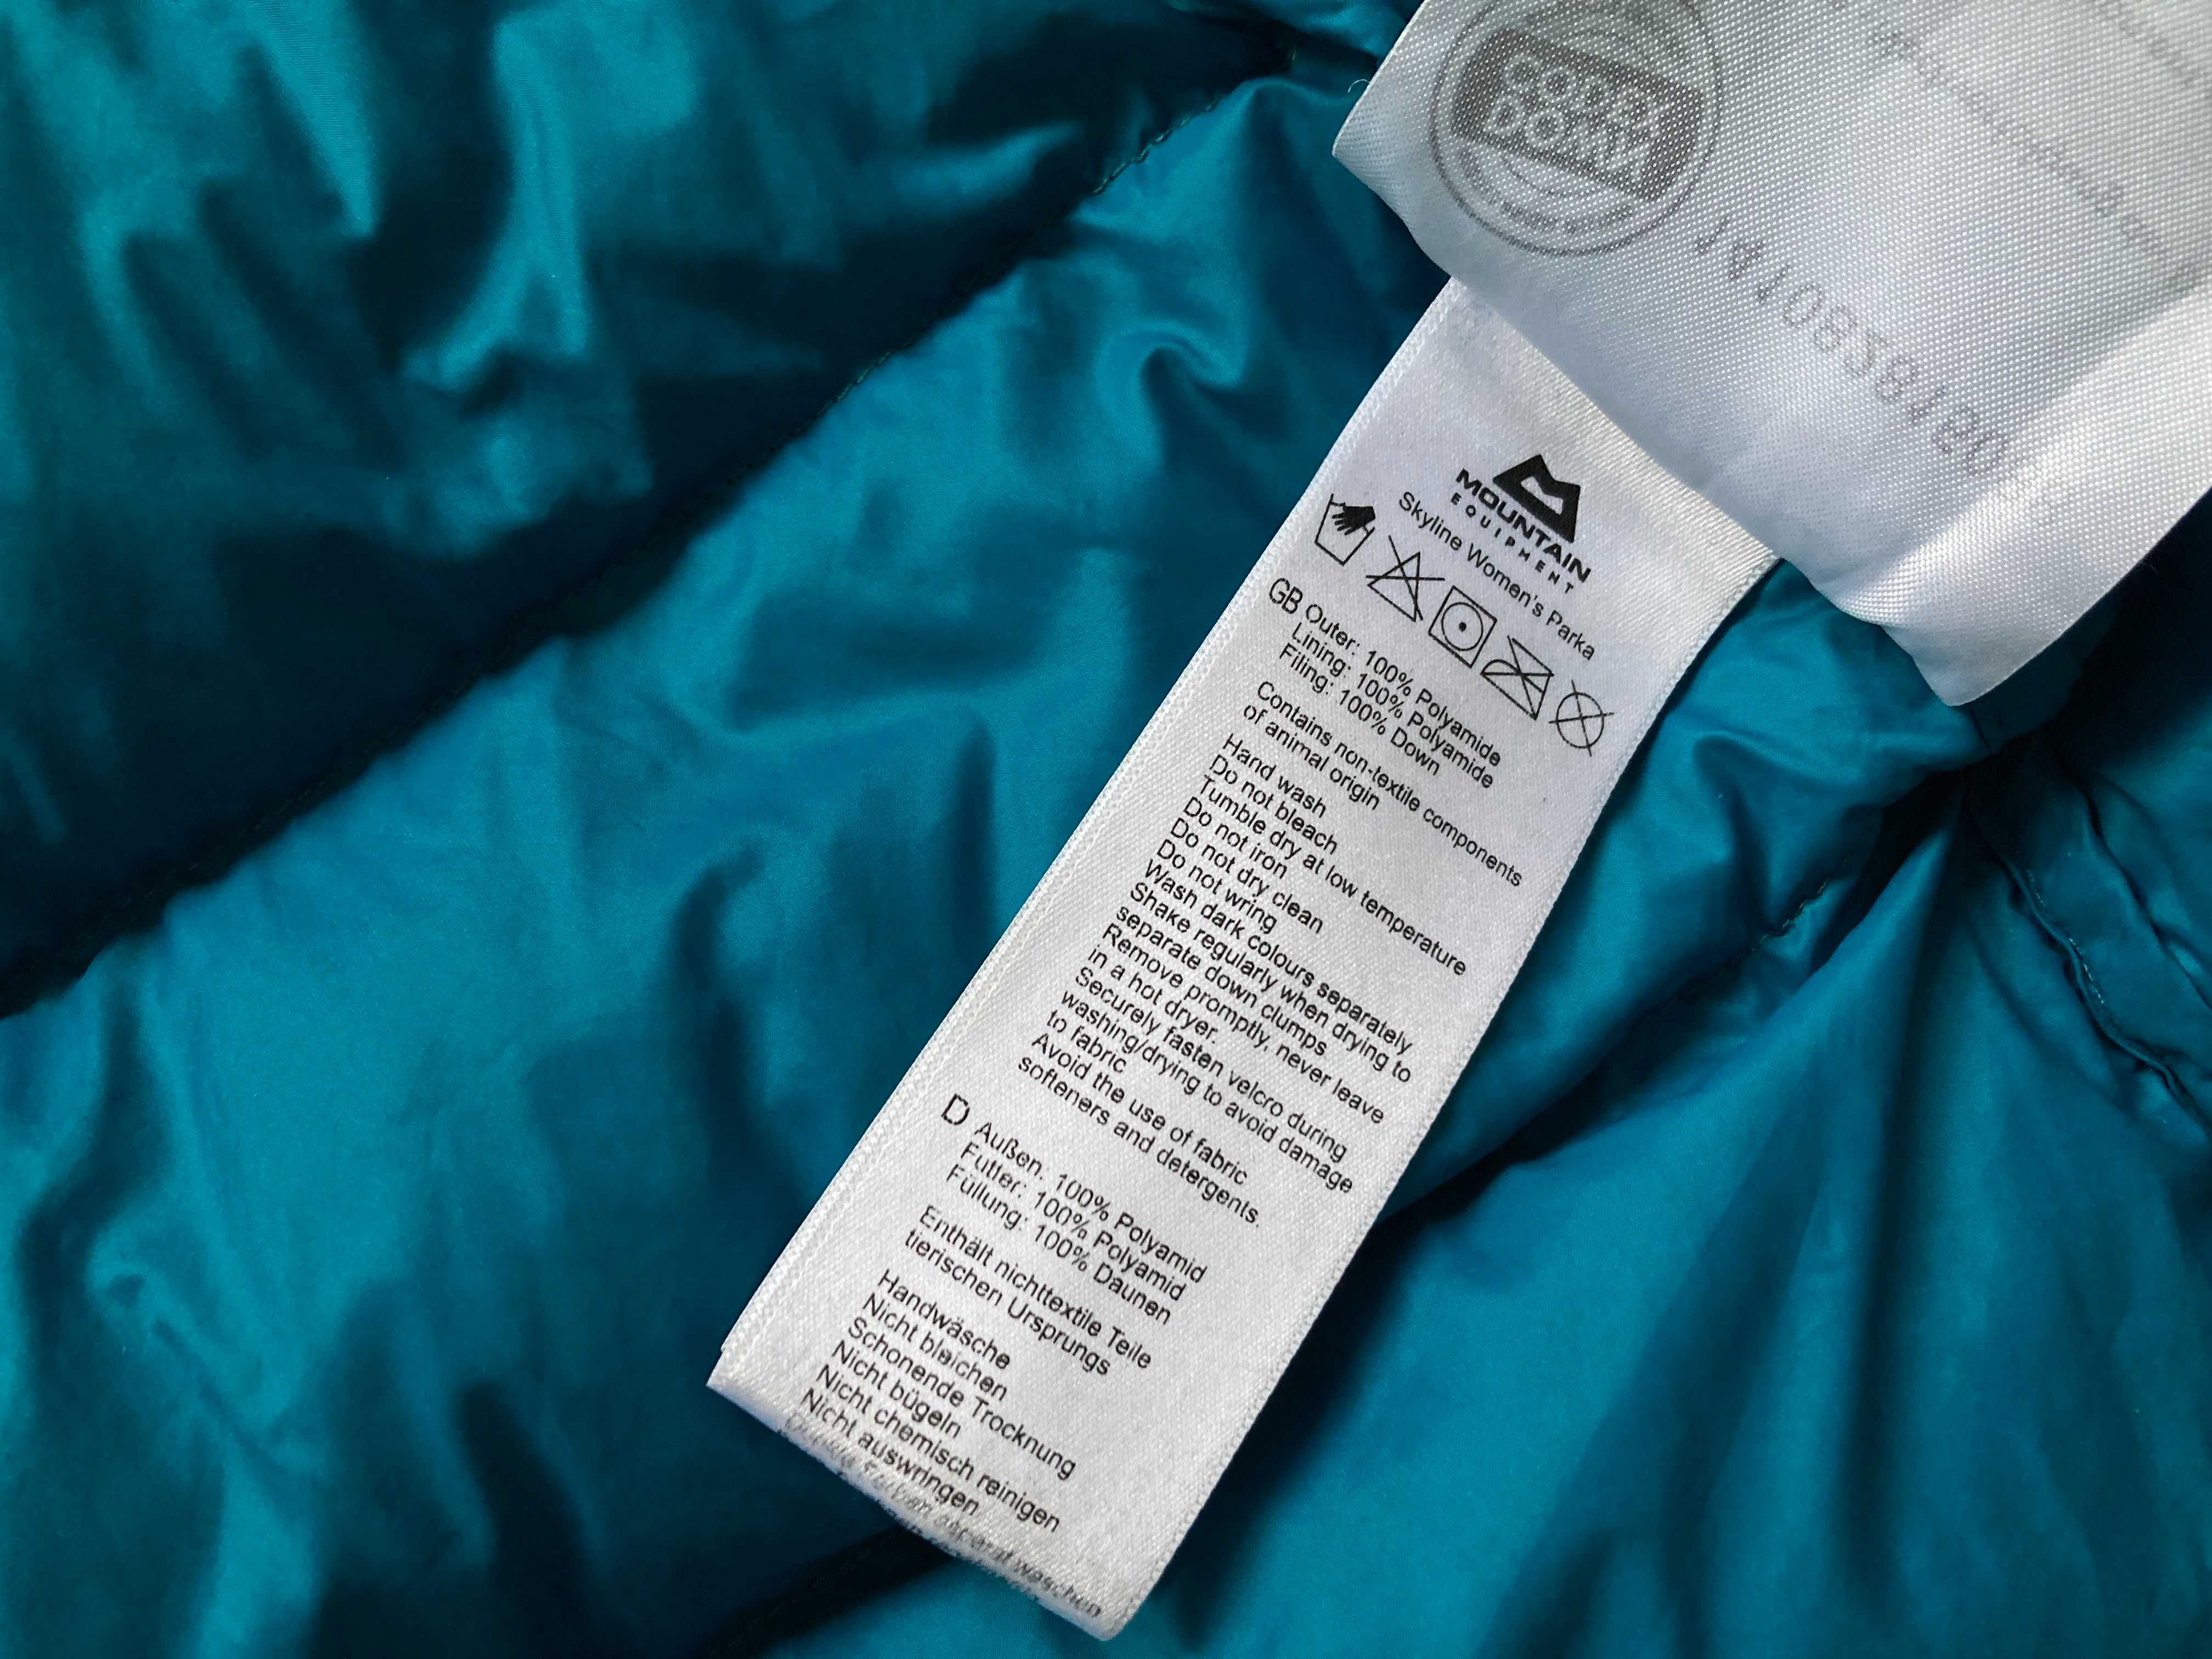 MOUNTAIN
EQUIPMENT
Skyline Women's Parka
GB Outer: 100% Polyamide
Lining: 100% Polyamide
Filing: 100% Down
Contains non-textile components
of animal origin
Hand wash
Do not bleach
Tumble dry at low temperature
Do not iron
Do not dry clean
Do not wring
Wash dark colours separately
Shake regularly when drying to
separate down clumps
Remove promptly, never leave
in a hot dryer.
Securely fasten velcro during
washing/drying to avoid damage
to fabric
Avoid the use of fabric
softeners and detergents.
D Außen. 100% Polyamid
Futter: 100% Polyamid
Füllung: 100% Daunen
Enthält nichttextile Teile
tierischen Ursprungs
Handwäsche
Nicht bleichen
Schonende Trocknung
Nicht bügeln
Nicht chemisch reinigen
Nicht auswringen
Dunkle Farben separat waschen